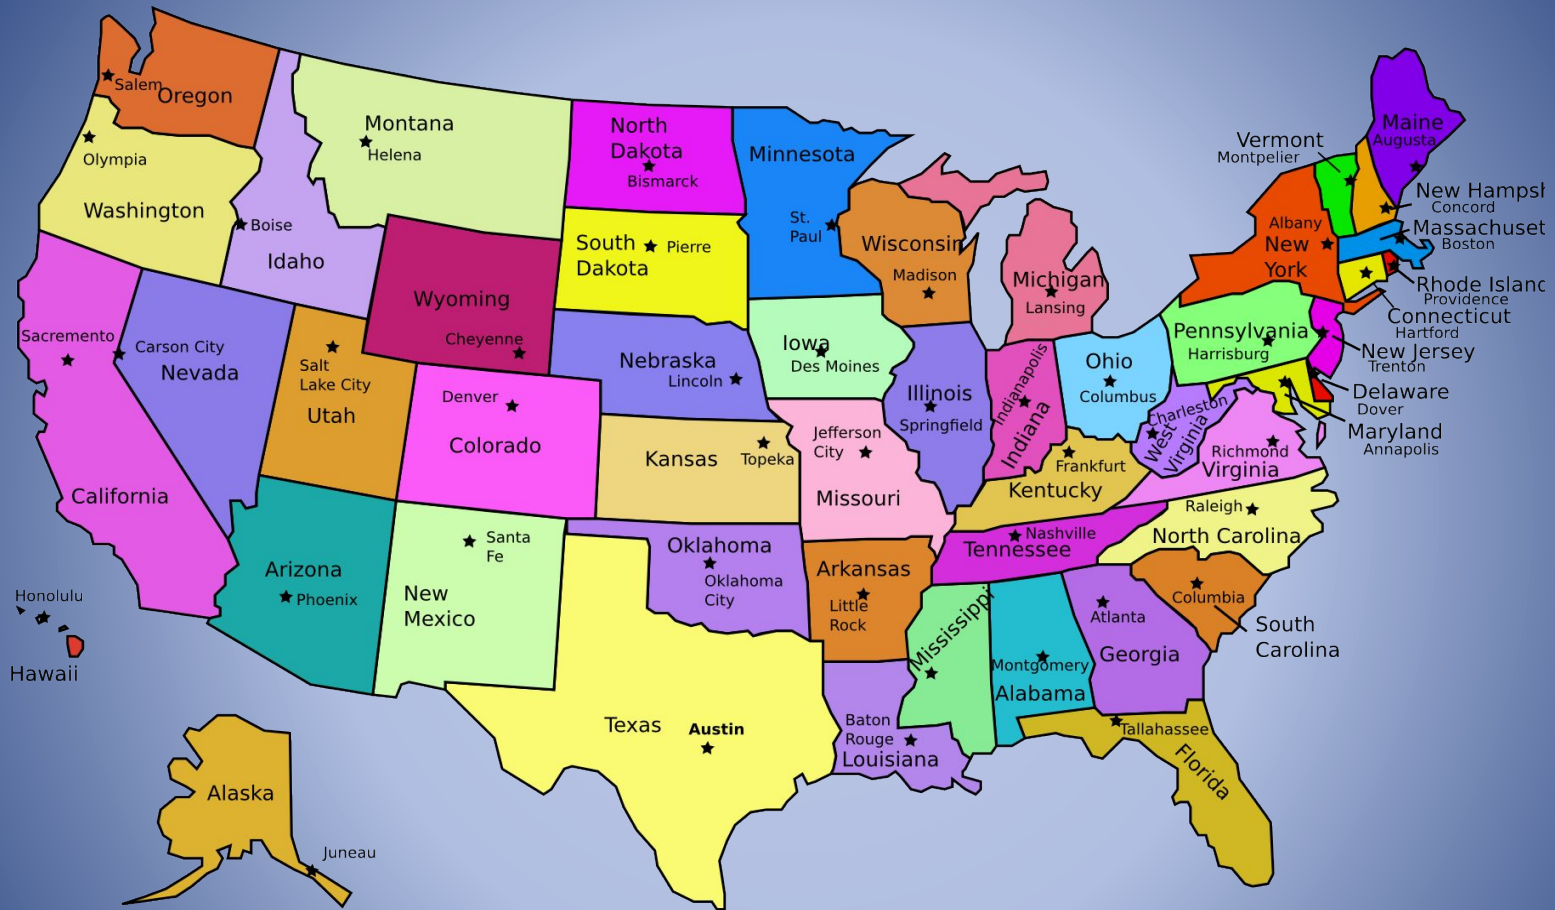 Salem
Oregon
Olympia
Washington
Boise
Idaho
Montana
Helena
North
Dakota
Bismarck
Minnesota
St.
Paul
South
Dakota
Pierre
Wyoming
Cheyenne
Wisconsin
Madison
Michigan
Lansing
Vermont
Montpelier
Maine
Augusta
New Hampsh
Concord
Massachuset
Boston
Albany
New
York
Rhode Islanc
Providence
Connecticut
Hartford
New Jersey
Trenton
Delaware
Dover
Maryland
Annapolis
Pennsylvania
Harrisburg
Sacremento
Carson City
Nevada
California
Salt
Lake City
Utah
Denver
Colorado
Nebraska
Lincoln
Iowa
Des Moines
Illinois
Springfield
Indianapolis
Indiana
Ohio
Columbus
Charleston
West
Virginia
Richmond
Virginia
Kansas
Topeka
Jefferson
City
Missouri
Frankfurt
Kentucky
Nashville
Tennessee
Raleigh
North Carolina
Arizona
Phoenix
Santa
Fe
New
Mexico
Oklahoma
Oklahoma
City
Arkansas
Little
Rock
Mississippi
Montgomery
Alabama
Atlanta
Georgia
Columbia
South
Carolina
Texas
Austin
Baton
Rouge
Louisiana
Tallahassee
Florida
Honolulu
Hawaii
Alaska
Juneau